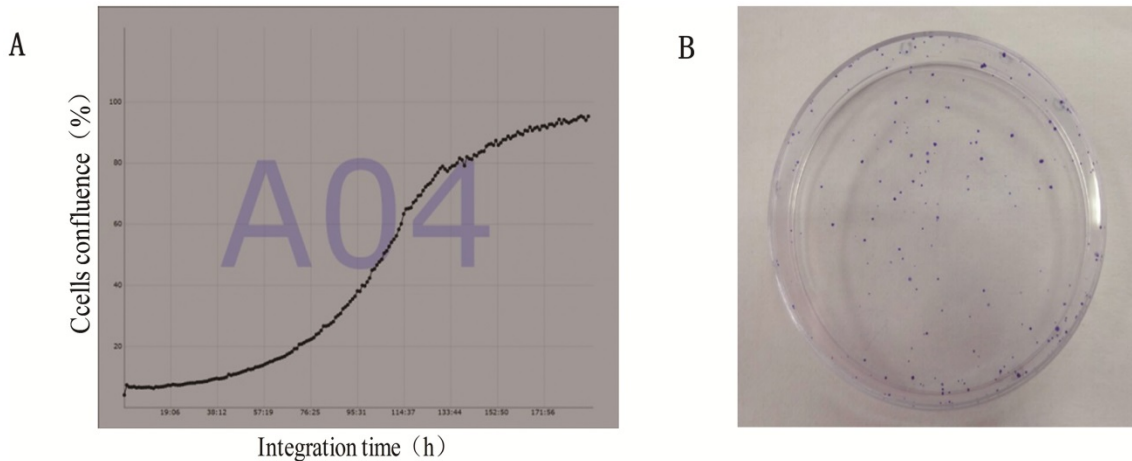 A
B
100
80
60
40
20
A04
19:06 38:12 57:19 76:25 95:31 114:37 133:44 152:50 171:56
Ccells confluence (%)
Integration time (h)